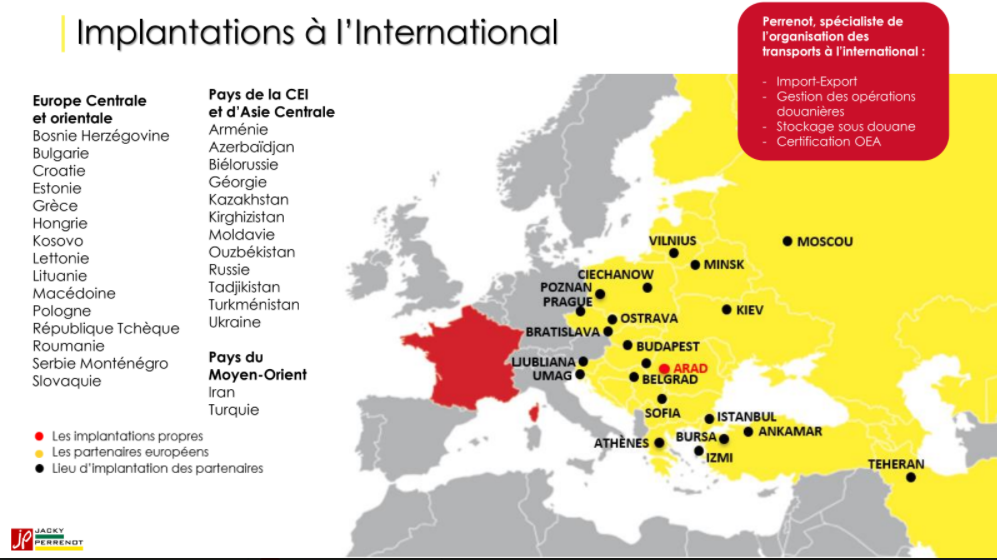 Implantations à l'International
Perrenot, spécialiste de
l'organisation des
transports à l'international :
- Import-Export
- Gestion des opérations
douanières
- Stockage sous douane
- Certification OEA
Europe Centrale
et orientale
Bosnie Herzégovine
Bulgarie
Croatie
Estonie
Grèce
Hongrie
Kosovo
Lettonie
Lituanie
Macédoine
Pologne
République Tchèque
Roumanie
Serbie Monténégro
Slovaquie
Pays de la CEI
et d'Asie Centrale
Arménie
Azerbaïdjan
Biélorussie
Géorgie
Kazakhstan
Kirghizistan
Moldavie
Ouzbékistan
Russie
Tadjikistan
Turkménistan
Ukraine
Pays du
Moyen-Orient
Iran
Turquie
Les implantations propres
Les partenaires européens
Lieu d'implantation des partenaires
VILNIUS
MOSCOU
MINSK
CIECHANOW
POZNAN
PRAGUE
KIEV
OSTRAVA
BRATISLAVA
BUDAPEST
LJUBLIANA
ARAD
UMAG
BELGRAD
SOFIA
ISTANBUL
ANKAMAR
BURSA
ATHÈNES
IZMI
TEHERAN
JP JACKY
PERRENOT